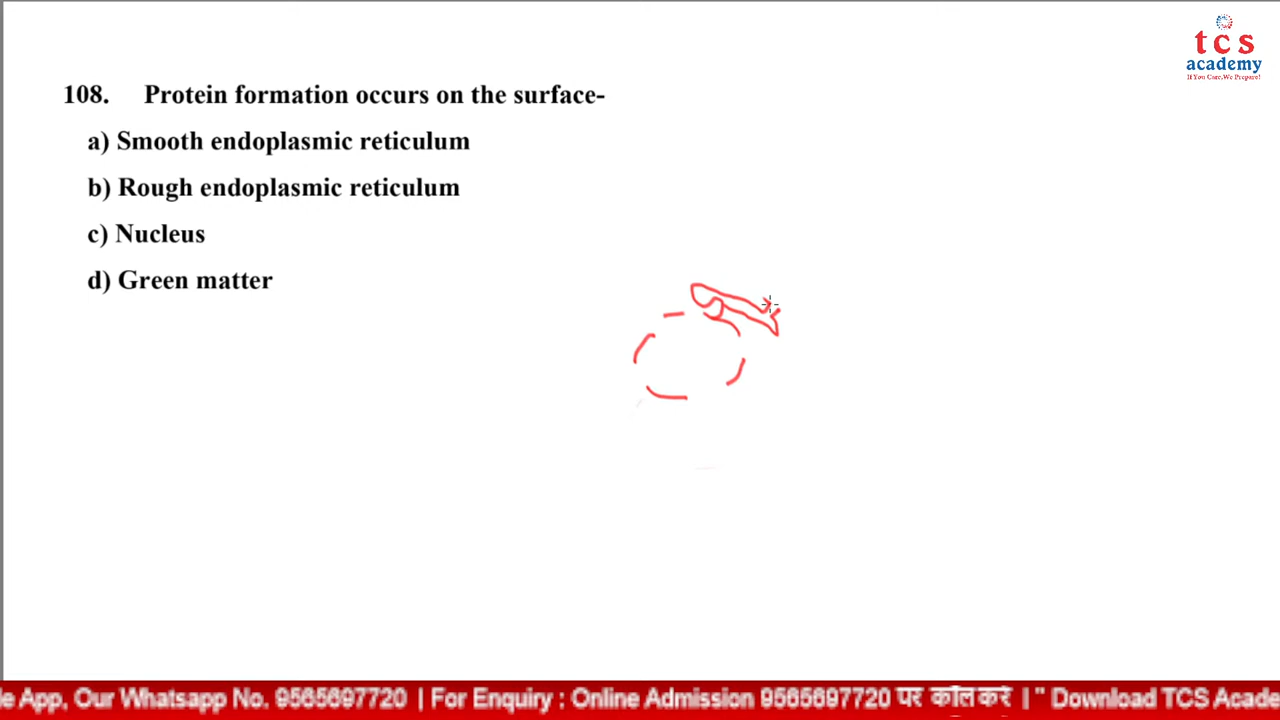 tcs
academy
If You Care,We Prepare!
108. Protein formation occurs on the surface-
a) Smooth endoplasmic reticulum
b) Rough endoplasmic reticulum
c) Nucleus
d) Green matter
le App, Our Whatsapp No. 9565697720 | For Enquiry : Online Admission 9565697720 पर कॉल करें | " Download TCS Acade